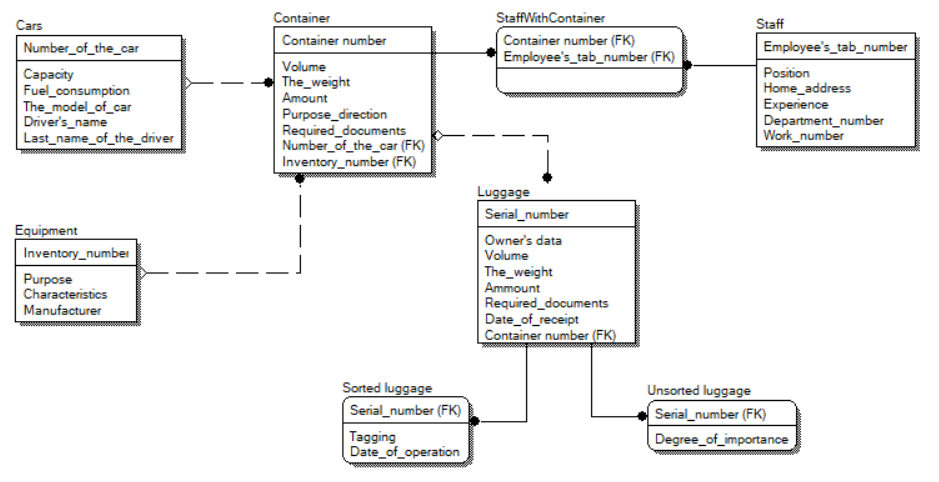 Cars
Number_of_the_car
Capacity
Fuel_consumption
The_model_of_car
Driver's_name
Last_name_of_the_driver
Container
Container number
Volume
The_weight
Amount
Purpose_direction
Required_documents
Number_of_the_car (FK)
Inventory_number (FK)
StaffWithContainer
Container number (FK)
Employee's_tab_number (FK)
Staff
Employee's_tab_number
Position
Home_address
Experience
Department_number
Work_number
Equipment
Inventory_number
Purpose
Characteristics
Manufacturer
Luggage
Serial_number
Owner's data
Volume
The_weight
Ammount
Required_documents
Date_of_receipt
Container number (FK)
Sorted luggage
Serial_number (FK)
Tagging
Date_of_operation
Unsorted luggage
Serial_number (FK)
Degree_of_importance